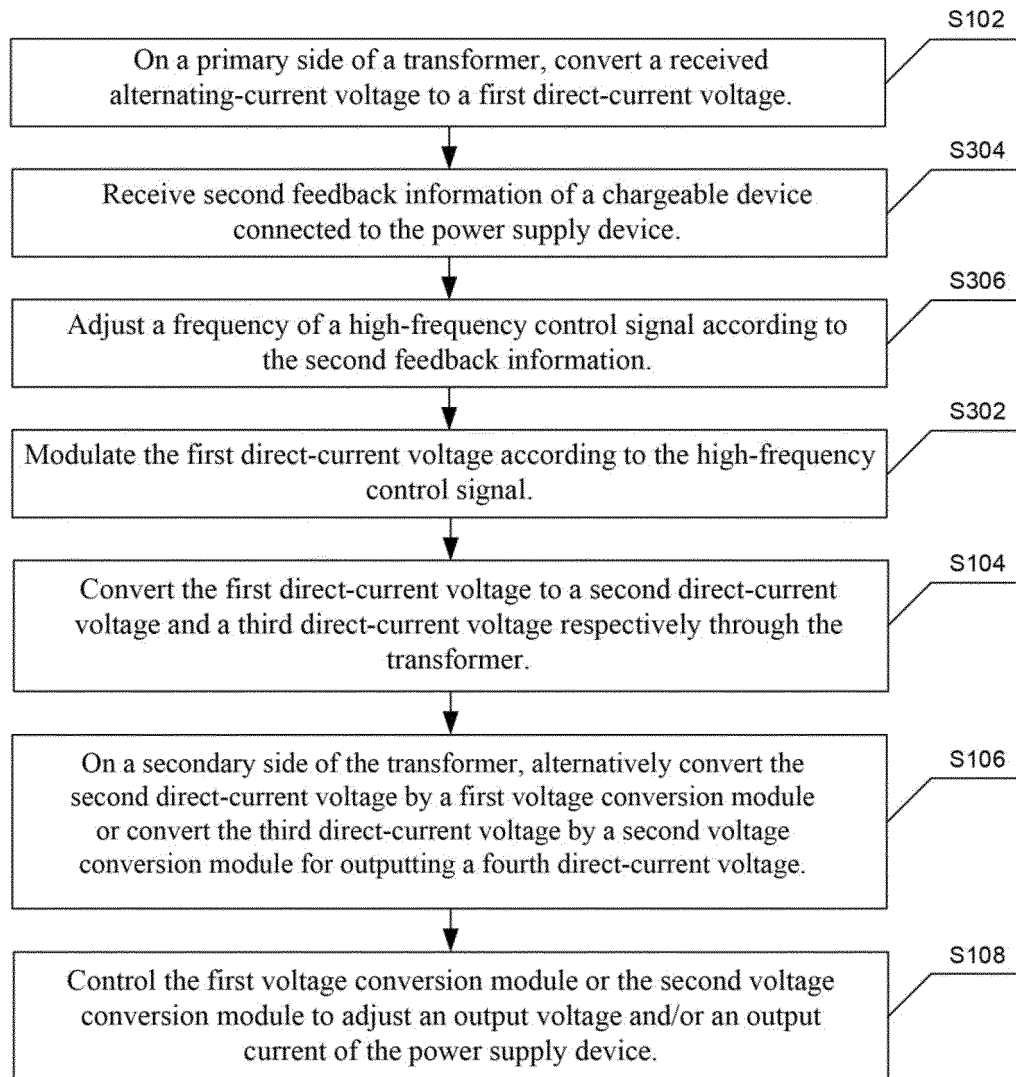 S102
On a primary side of a transformer, convert a received
alternating-current voltage to a first direct-current voltage.
S304
Receive second feedback information of a chargeable device
connected to the power supply device.
S306
Adjust a frequency of a high-frequency control signal according to
the second feedback information.
S302
Modulate the first direct-current voltage according to the high-frequency
control signal.
S104
Convert the first direct-current voltage to a second direct-current
voltage and a third direct-current voltage respectively through the
transformer.
S106
On a secondary side of the transformer, alternatively convert the
second direct-current voltage by a first voltage conversion module
or convert the third direct-current voltage by a second voltage
conversion module for outputing a fourth direct-current voltage.
S108
Control the first voltage conversion module or the second voltage
conversion module to adjust an output voltage and/or an output
current of the power supply device.